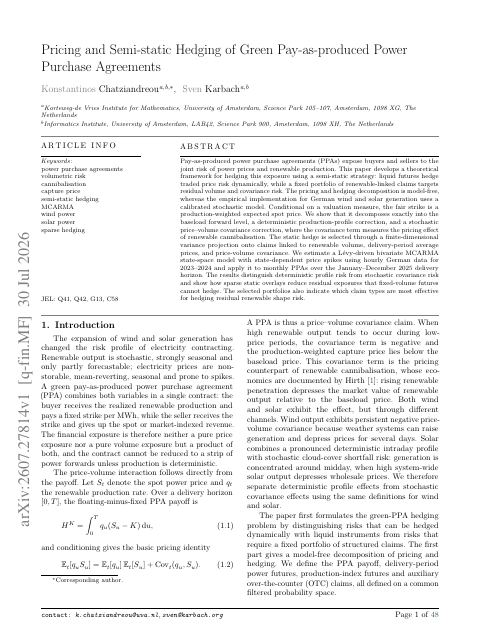 Pricing and Semi-static Hedging of Green Pay-as-produced Power
Purchase Agreements
Konstantinos Chatziandreou^{a,b,∗}, Sven Karbach^{a,b}
^aKorteweg-de Vries Institute for Mathematics, University of Amsterdam, Science Park 105–107, Amsterdam, 1098 XG, The
Netherlands
^bInformatics Institute, University of Amsterdam, LAB42, Science Park 900, Amsterdam, 1098 XH, The Netherlands
ARTICLE INFO
Keywords:
power purchase agreements
volumetric risk
cannibalisation
capture price
semi-static hedging
MCARMA
wind power
solar power
sparse hedging
JEL: Q41, Q42, G13, C58
ABSTRACT
Pay-as-produced power purchase agreements (PPAs) expose buyers and sellers to the
joint risk of power prices and renewable production. This paper develops a theoretical
framework for hedging this exposure using a semi-static strategy: liquid futures hedge
traded price risk dynamically, while a fixed portfolio of renewable-linked claims targets
residual volume and covariance risk. The pricing and hedging decomposition is model-free,
whereas the empirical implementation for German wind and solar generation uses a
calibrated stochastic model. Conditional on a valuation measure, the fair strike is a
production-weighted expected spot price. We show that it decomposes exactly into the
baseload forward level, a deterministic production-profile correction, and a stochastic
price–volume covariance correction, where the covariance term measures the pricing effect
of renewable cannibalisation. The static hedge is selected through a finite-dimensional
variance projection onto claims linked to renewable volume, delivery-period average
prices, and price-volume covariance. We estimate a Lévy-driven bivariate MCARMA
state-space model with state-dependent price spikes using hourly German data for
2023–2024 and apply it to monthly PPAs over the January–December 2025 delivery
horizon. The results distinguish deterministic profile risk from stochastic covariance risk
and show how sparse static overlays reduce residual exposures that fixed-volume futures
cannot hedge. The selected portfolios also indicate which claim types are most effective
for hedging residual renewable shape risk.
1. Introduction
The expansion of wind and solar generation has
changed the risk profile of electricity contracting.
Renewable output is stochastic, strongly seasonal and
only partly forecastable; electricity prices are non-
stationary, mean-reverting, seasonal and prone to spikes.
A green pay-as-produced power purchase agreement
(PPA) combines both variables in a single contract: the
buyer receives the realized renewable production and
pays a fixed strike per MWh, while the seller receives the
strike and gives up the spot or market-indexed revenue.
The financial exposure is therefore neither a pure price
exposure nor a pure volume exposure but a product of
both, and the contract cannot be reduced to a strip of
power forwards unless production is deterministic.
The price-volume interaction follows directly from
the payoff. Let S_t denote the spot power price and q_t
the renewable production rate. Over a delivery horizon
[0, T], the floating-minus-fixed PPA payoff is
H^K = ∫_0^T q_u(S_u − K) du, (1.1)
and conditioning gives the basic pricing identity
𝔼_t[q_u S_u] = 𝔼_t[q_u] 𝔼_t[S_u] + Cov_t(q_u, S_u). (1.2)
∗Corresponding author.
A PPA is thus a price–volume covariance claim. When
high renewable output tends to occur during low-
price periods, the covariance term is negative and
the production-weighted capture price lies below the
baseload price. This covariance term is the pricing
counterpart of renewable cannibalisation, whose eco-
nomics are documented by Hirth [1]: rising renewable
penetration depresses the market value of renewable
output relative to the baseload price. Both wind
and solar exhibit the effect, but through different
channels. Wind output exhibits persistent negative price-
volume covariance because weather systems can raise
generation and depress prices for several days. Solar
combines a pronounced deterministic intraday profile
with stochastic cloud-cover shortfall risk: generation is
concentrated around midday, when high system-wide
solar output depresses wholesale prices. We therefore
separate deterministic profile effects from stochastic
covariance effects using the same definitions for wind
and solar.
The paper first formulates the green-PPA hedging
problem by distinguishing risks that can be hedged
dynamically with liquid instruments from risks that
require a fixed portfolio of structured claims. The first
part gives a model-free decomposition of pricing and
hedging. We define the PPA payoff, delivery-period
power futures, production-index futures and auxiliary
over-the-counter (OTC) claims, all defined on a common
filtrated probability space.
contact: k.chatziandreou@uva.nl,sven@karbach.org
Page 1 of 48
arXiv:2607.27814v1 [q-fin.MF] 30 Jul 2026